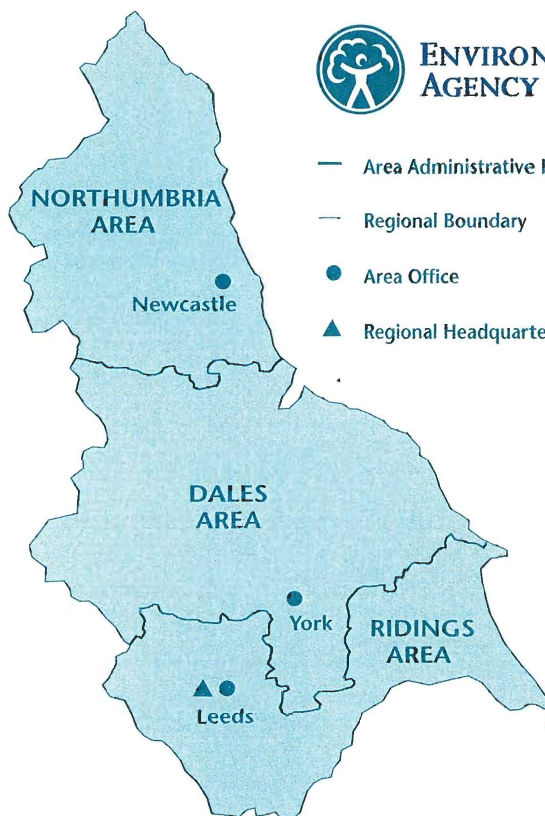 ENVIRON
AGENCY
Area Administrative
Regional Boundary
Area Office
Regional Headquarte
NORTHUMBRIA
AREA
Newcastle
DALES
AREA
York
RIDINGS
AREA
Leeds